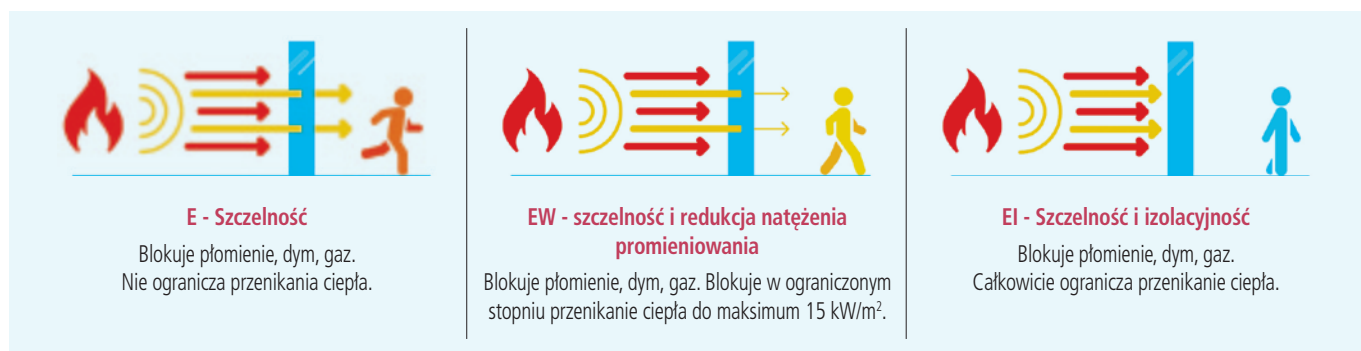 E - Szczelność
Blokuje płomienie, dym, gaz.
Nie ogranicza przenikania ciepła.
EW - szczelność i redukcja natężenia
promieniowania
Blokuje płomienie, dym, gaz. Blokuje w ograniczonym
stopniu przenikanie ciepła do maksimum 15 kW/m².
EI - Szczelność i izolacyjność
Blokuje płomienie, dym, gaz.
Całkowicie ogranicza przenikanie ciepła.